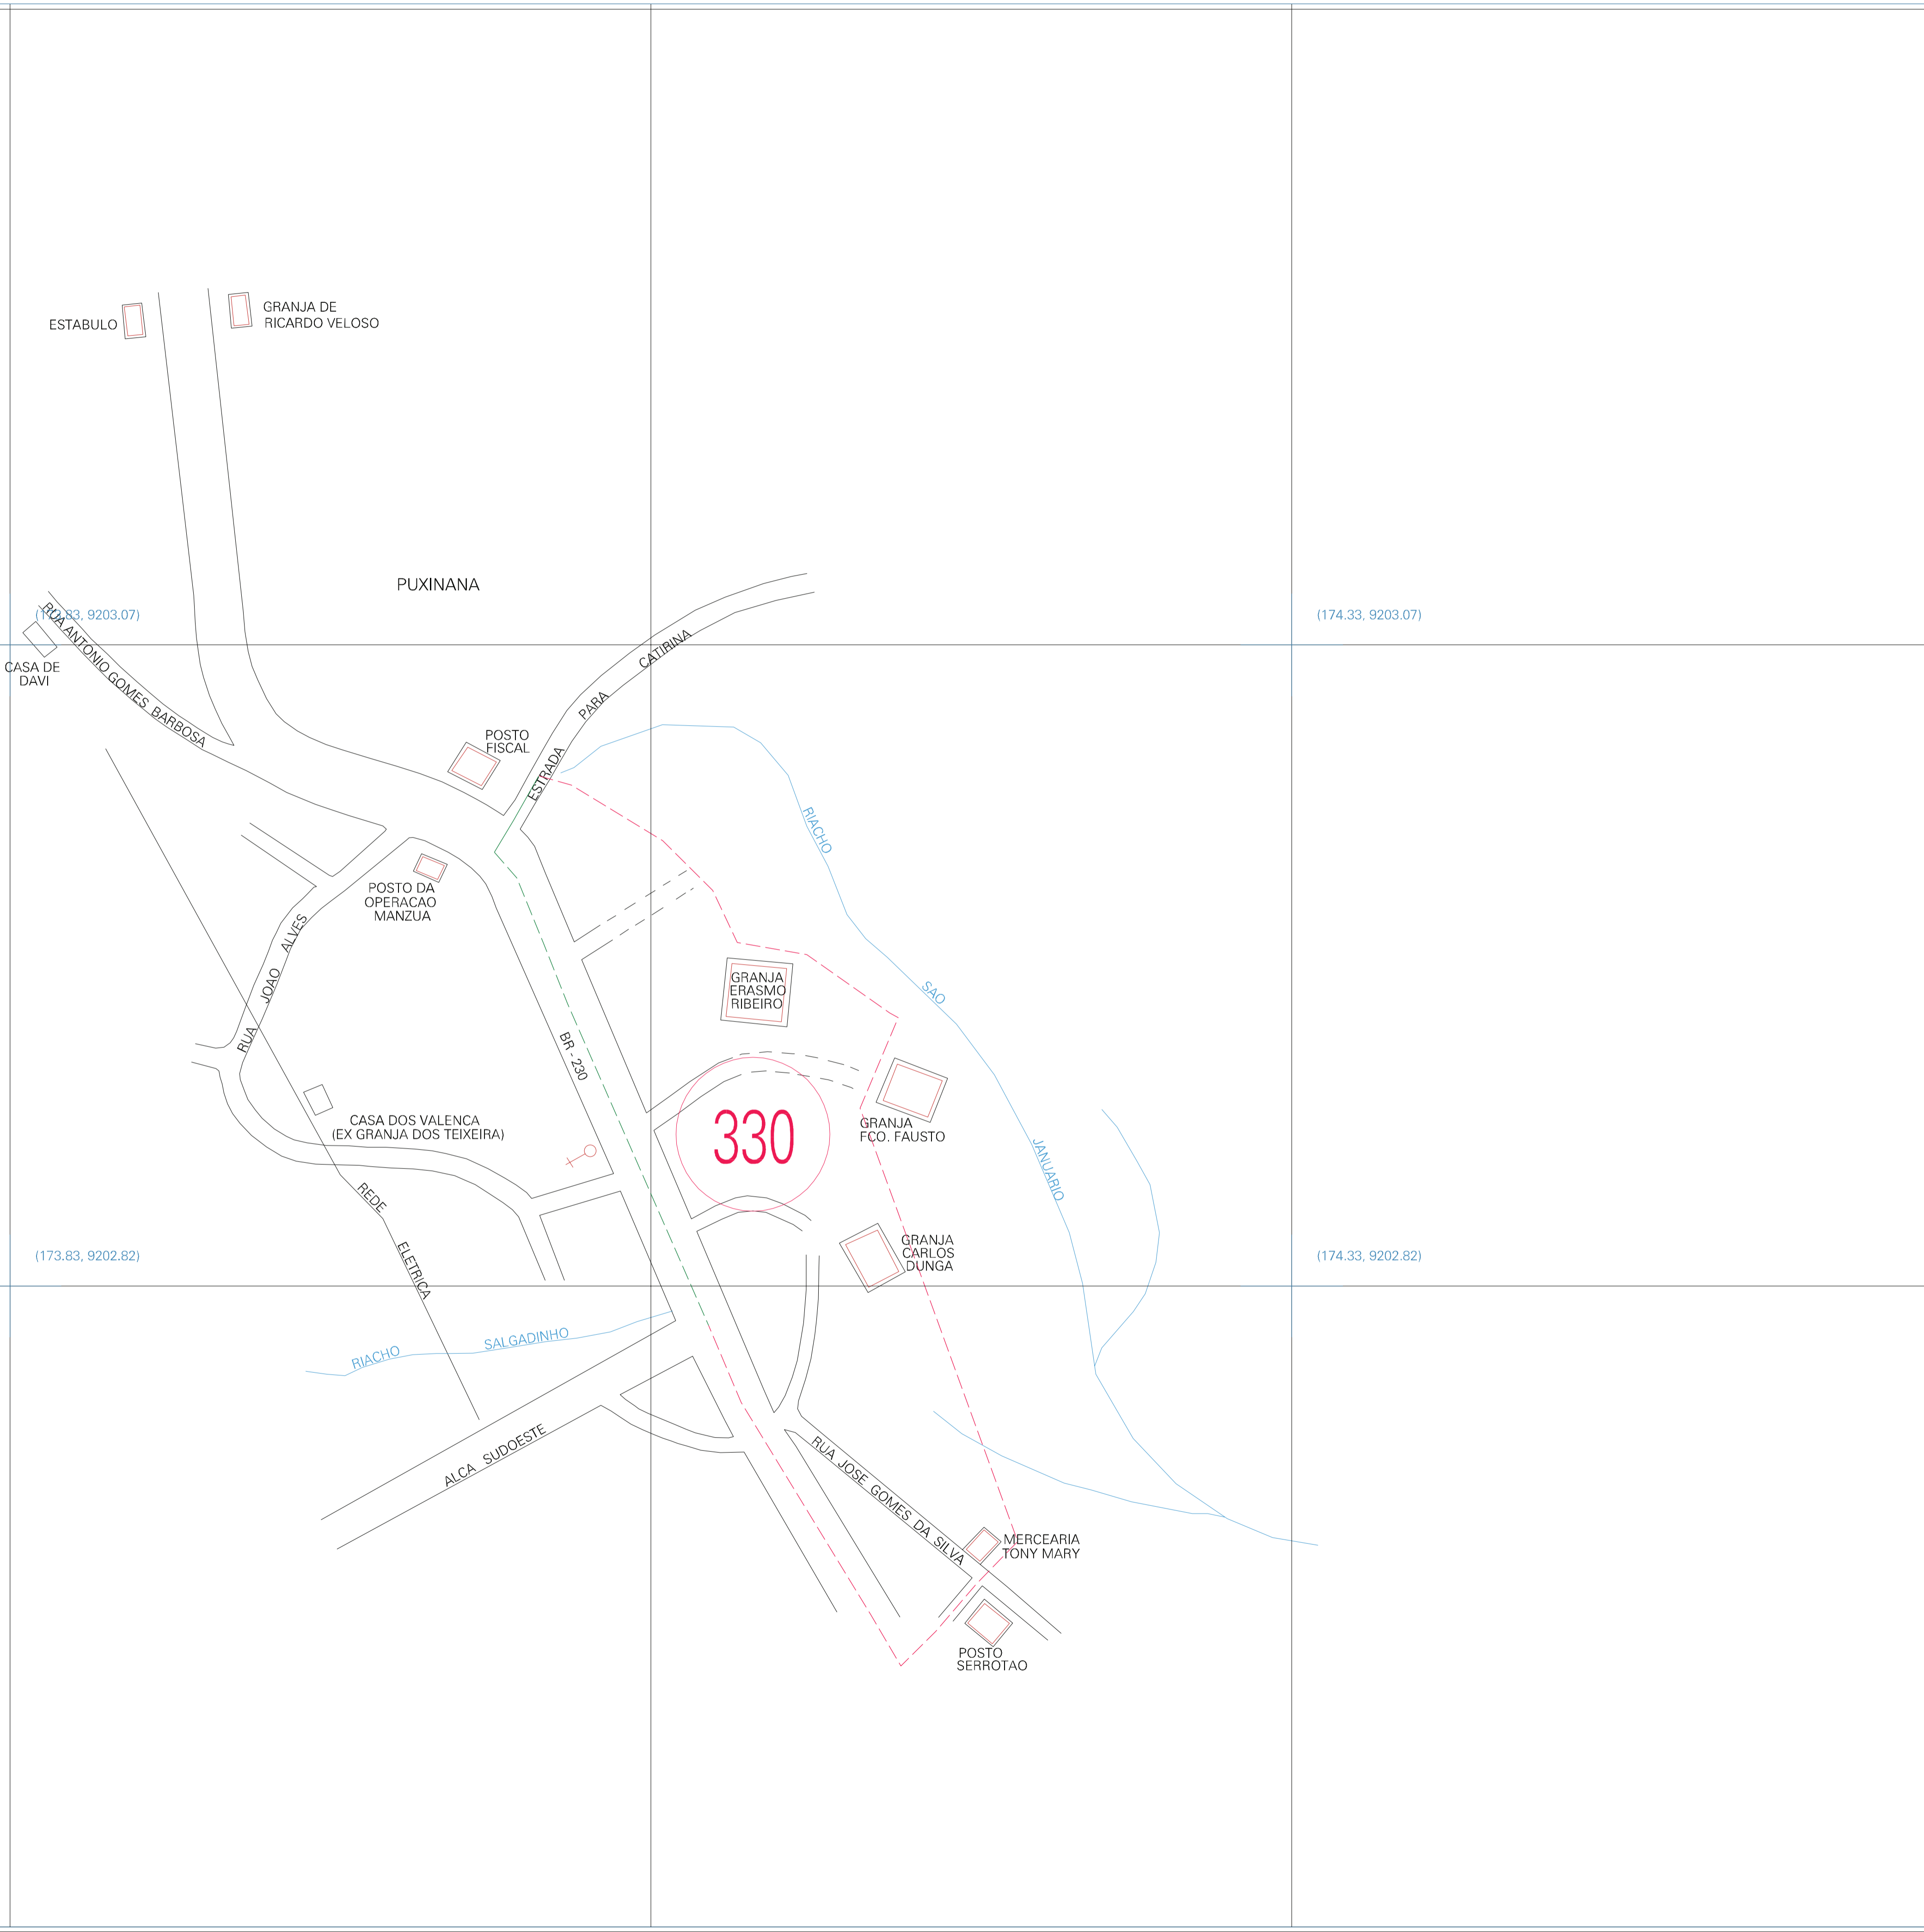 GRANJA DE
RICARDO VELOSO
ESTABULO
PUXINANA
(173.83, 9203.07)
(174.33, 9203.07)
RUA ANTONIO GOMES BARBOSA
CASA DE
DAVI
ESTRADA PARA CATIRINA
POSTO
FISCAL
RIACHO SAO JANUARIO
POSTO DA
OPERACAO
MANZUA
RUA JOAO ALVES
GRANJA
ERASMO
RIBEIRO
BR - 230
CASA DOS VALENCA
(EX GRANJA DOS TEIXEIRA)
330
GRANJA
FCO. FAUSTO
REDE ELETRICA
GRANJA
CARLOS
DUNGA
(173.83, 9202.82)
(174.33, 9202.82)
RIACHO SALGADINHO
ALCA SUDOESTE
RUA JOSE GOMES DA SILVA
MERCEARIA
TONY MARY
POSTO
SERROTAO